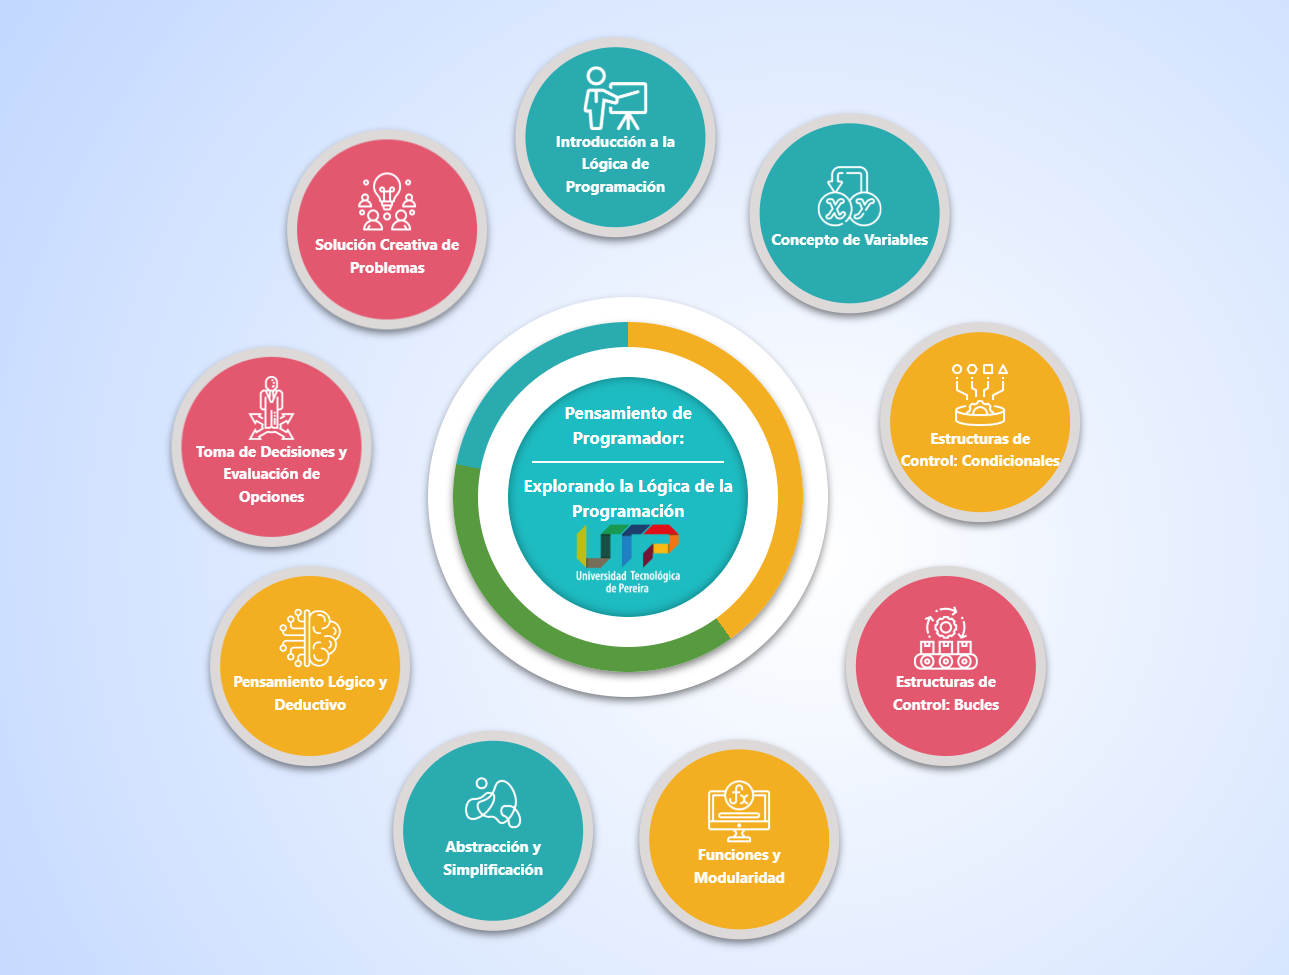 Introducción a la
Lógica de
Programación
Concepto de Variables
Estructuras de
Control: Condicionales
Estructuras de
Control: Bucles
Funciones y
Modularidad
Abstracción y
Simplificación
Pensamiento Lógico y
Deductivo
Toma de Decisiones y
Evaluación de
Opciones
Solución Creativa de
Problemas
Pensamiento de
Programador:
Explorando la Lógica de la
Programación
UTP
Universidad Tecnológica
de Pereira
X Y
fx